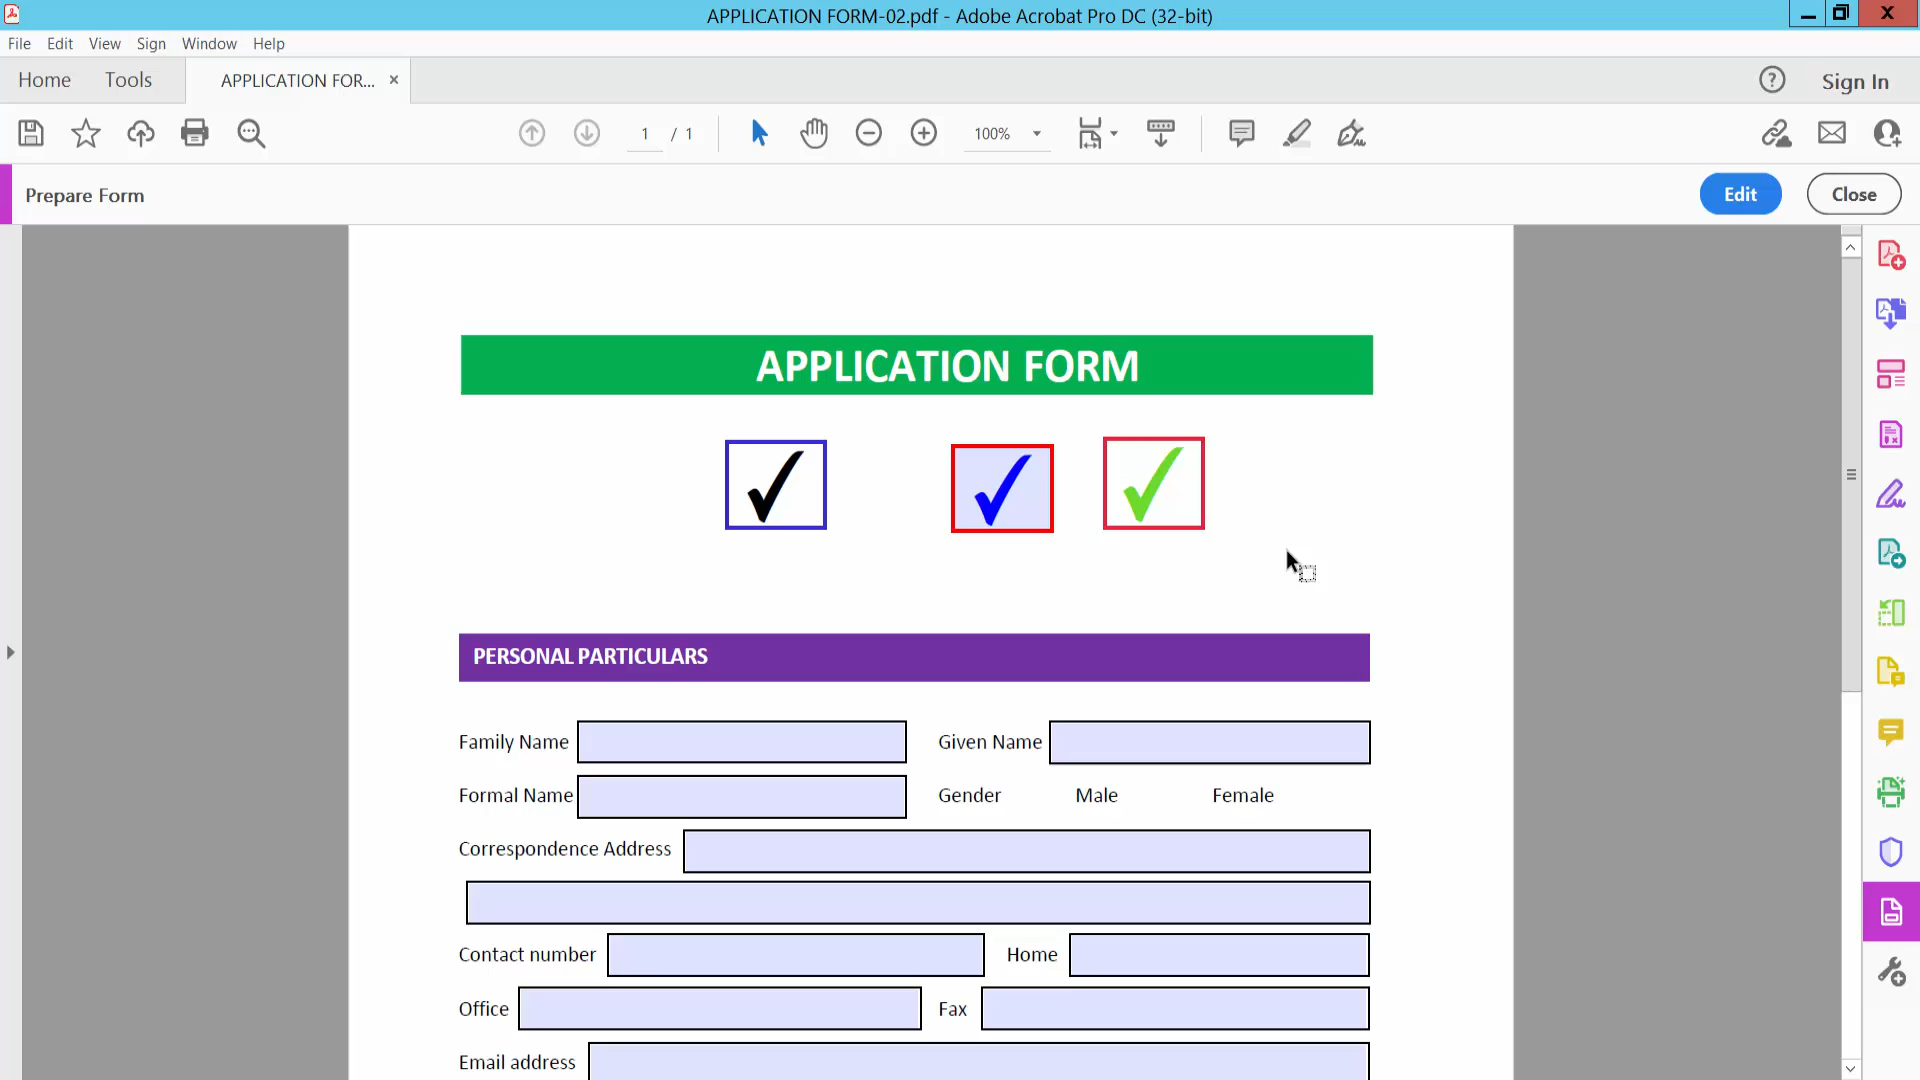 APPLICATION FORM-02.pdf - Adobe Acrobat Pro DC (32-bit)
File Edit View Sign Window Help
Home Tools APPLICATION FOR... × Sign In
1 / 1 100%
Prepare Form Edit Close
APPLICATION FORM
PERSONAL PARTICULARS
Family Name Given Name
Formal Name Gender Male Female
Correspondence Address
Contact number Home
Office Fax
Email address